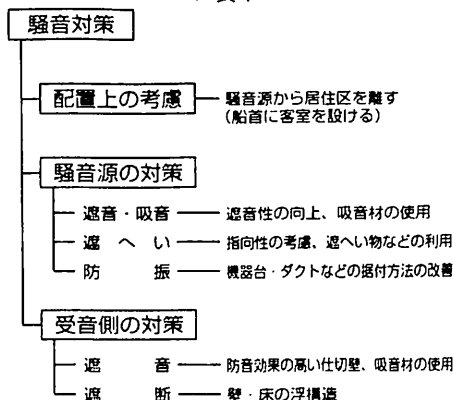 騒音対策
配置上の考慮 騒音源から居住区を離す
(船首に客室を設ける)
騒音源の対策
遮音・吸音 遮音性の向上、吸音材の使用
遮へい 指向性の考慮、遮へい物などの利用
防振 機器台・ダクトなどの据付方法の改善
受音側の対策
遮音 防音効果の高い仕切壁、吸音材の使用
遮断 壁・床の浮構造